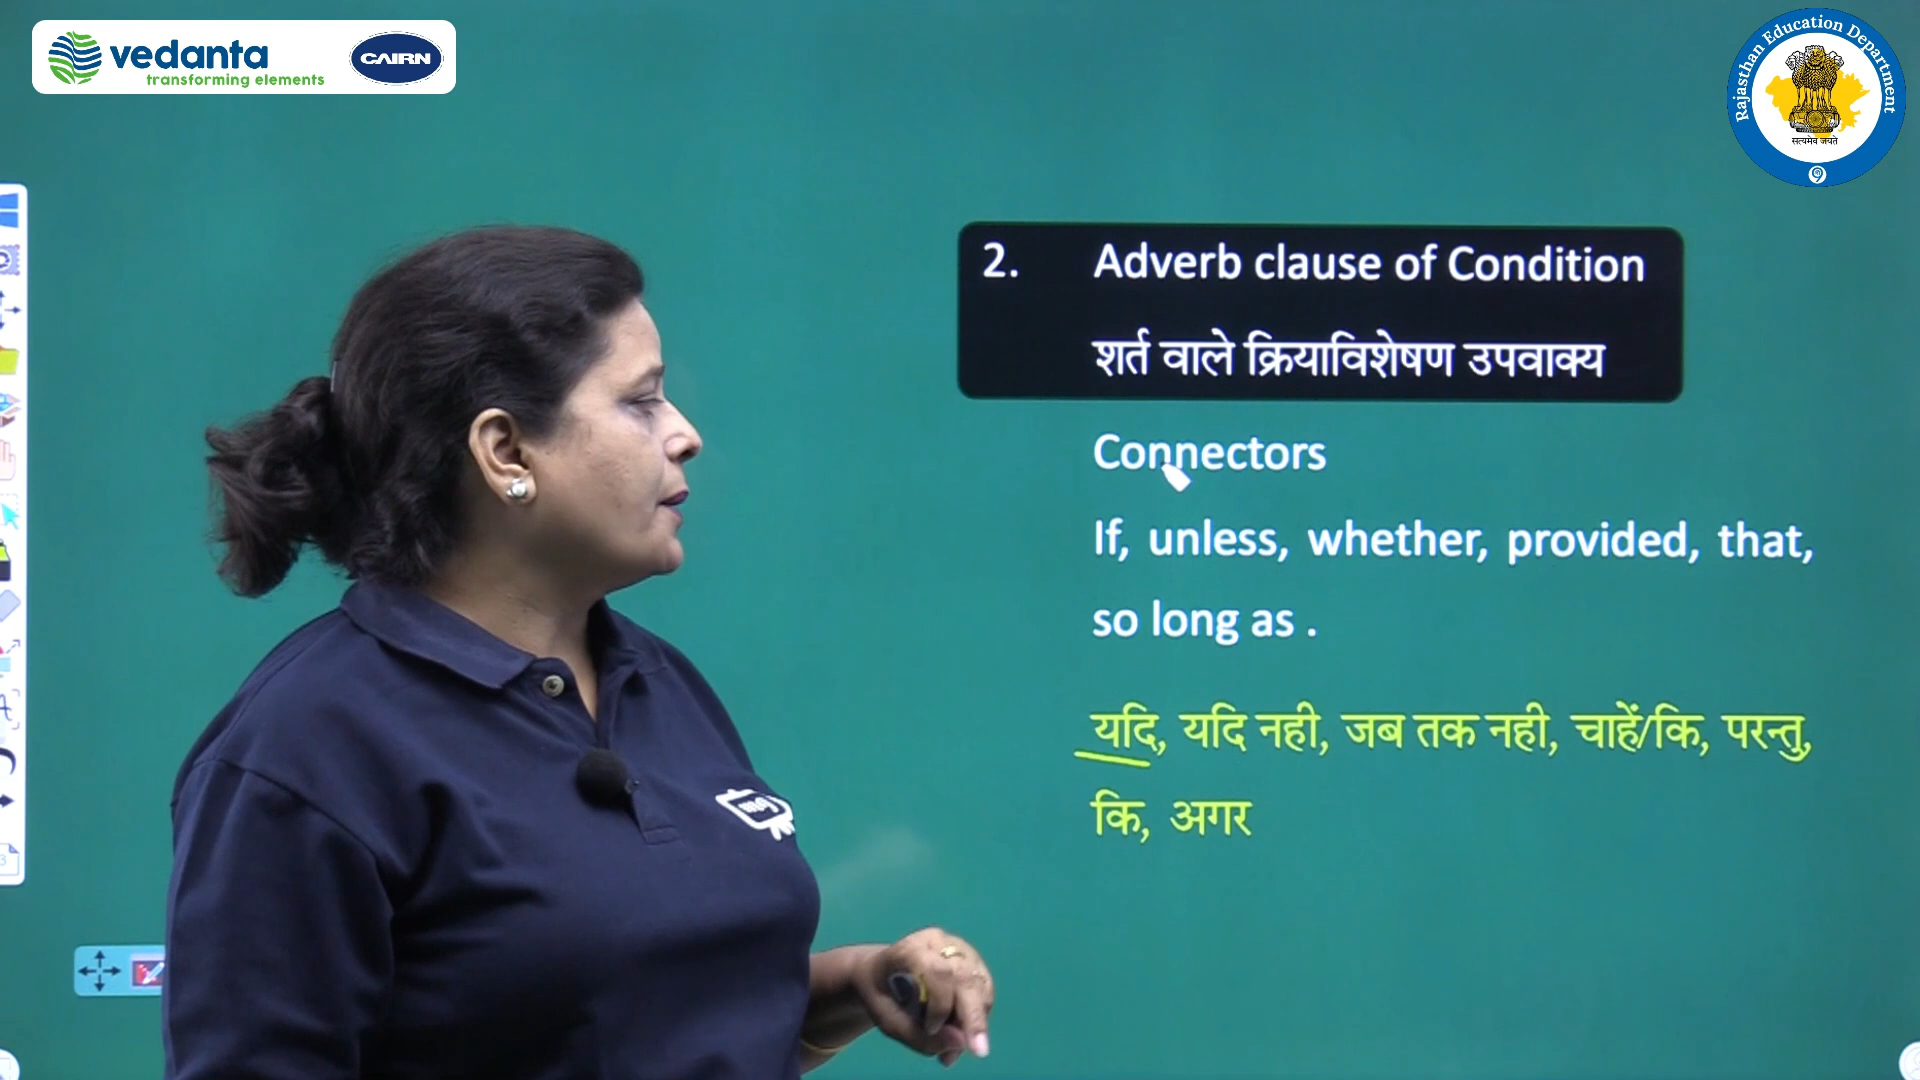 vedanta
transforming elements
CAIRN
Rajasthan Education Department
सत्यमेव जयते
2. Adverb clause of Condition
शर्त वाले क्रियाविशेषण उपवाक्य
Connectors
If, unless, whether, provided, that,
so long as .
यदि, यदि नही, जब तक नही, चाहें/कि, परन्तु,
कि, अगर